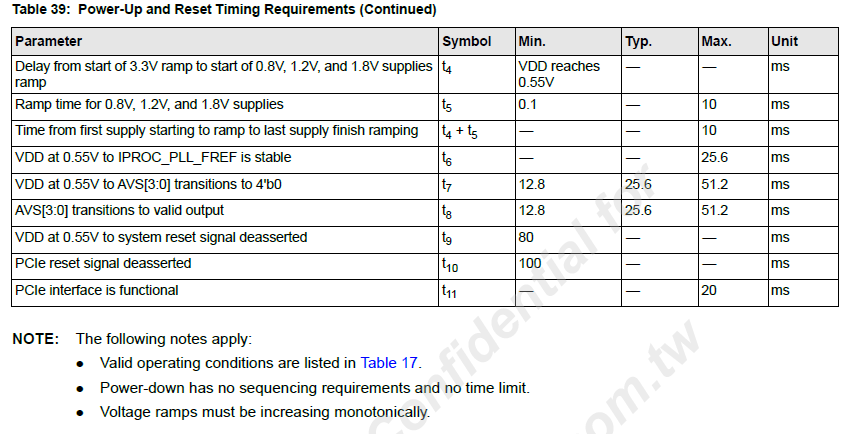 Table 39: Power-Up and Reset Timing Requirements (Continued)
Parameter Symbol Min. Typ. Max. Unit
Delay from start of 3.3V ramp to start of 0.8V, 1.2V, and 1.8V supplies ramp t4 VDD reaches 0.55V — — ms
Ramp time for 0.8V, 1.2V, and 1.8V supplies t5 0.1 — 10 ms
Time from first supply starting to ramp to last supply finish ramping t4 + t5 — — 10 ms
VDD at 0.55V to IPROC_PLL_FREF is stable t6 — — 25.6 ms
VDD at 0.55V to AVS[3:0] transitions to 4'b0 t7 12.8 25.6 51.2 ms
AVS[3:0] transitions to valid output t8 12.8 25.6 51.2 ms
VDD at 0.55V to system reset signal deasserted t9 80 — — ms
PCIe reset signal deasserted t10 100 — — ms
PCIe interface is functional t11 — — 20 ms
NOTE: The following notes apply:
● Valid operating conditions are listed in Table 17.
● Power-down has no sequencing requirements and no time limit.
● Voltage ramps must be increasing monotonically.
Confidential for
om.tw